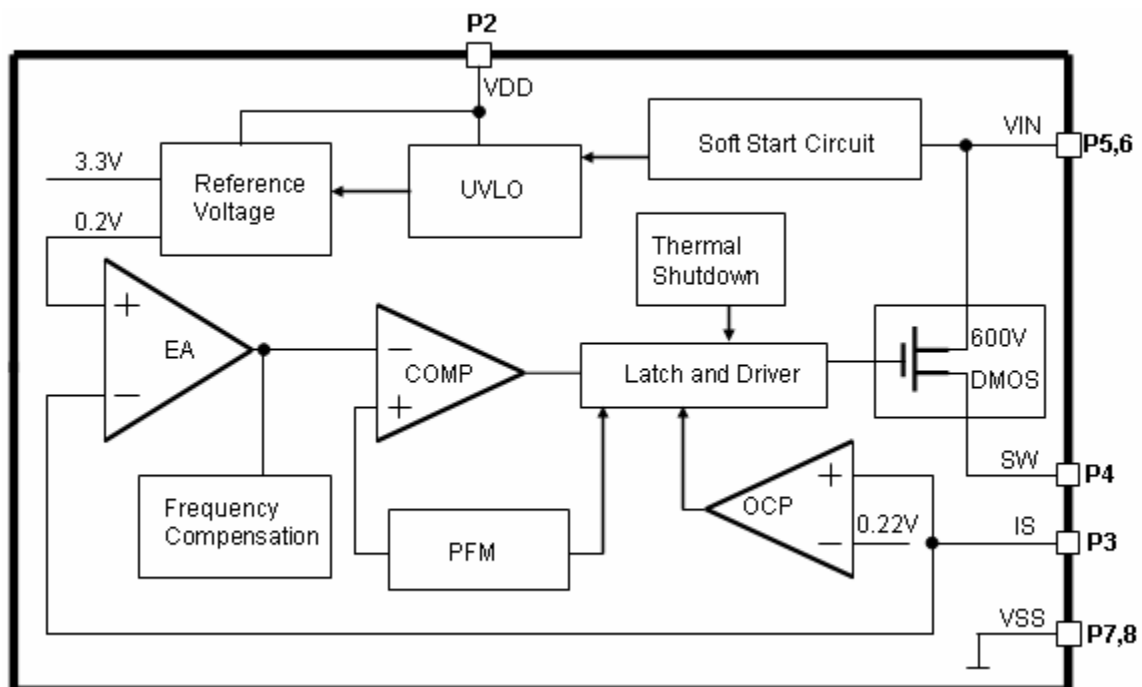 P2
VDD
Soft Start Circuit
VIN
P5,6
3.3V
Reference
Voltage
UVLO
0.2V
Thermal
Shutdown
+
EA
−
COMP
−
+
Latch and Driver
600V
DMOS
SW
P4
Frequency
Compensation
PFM
OCP
+
0.22V
−
IS
P3
VSS
P7,8